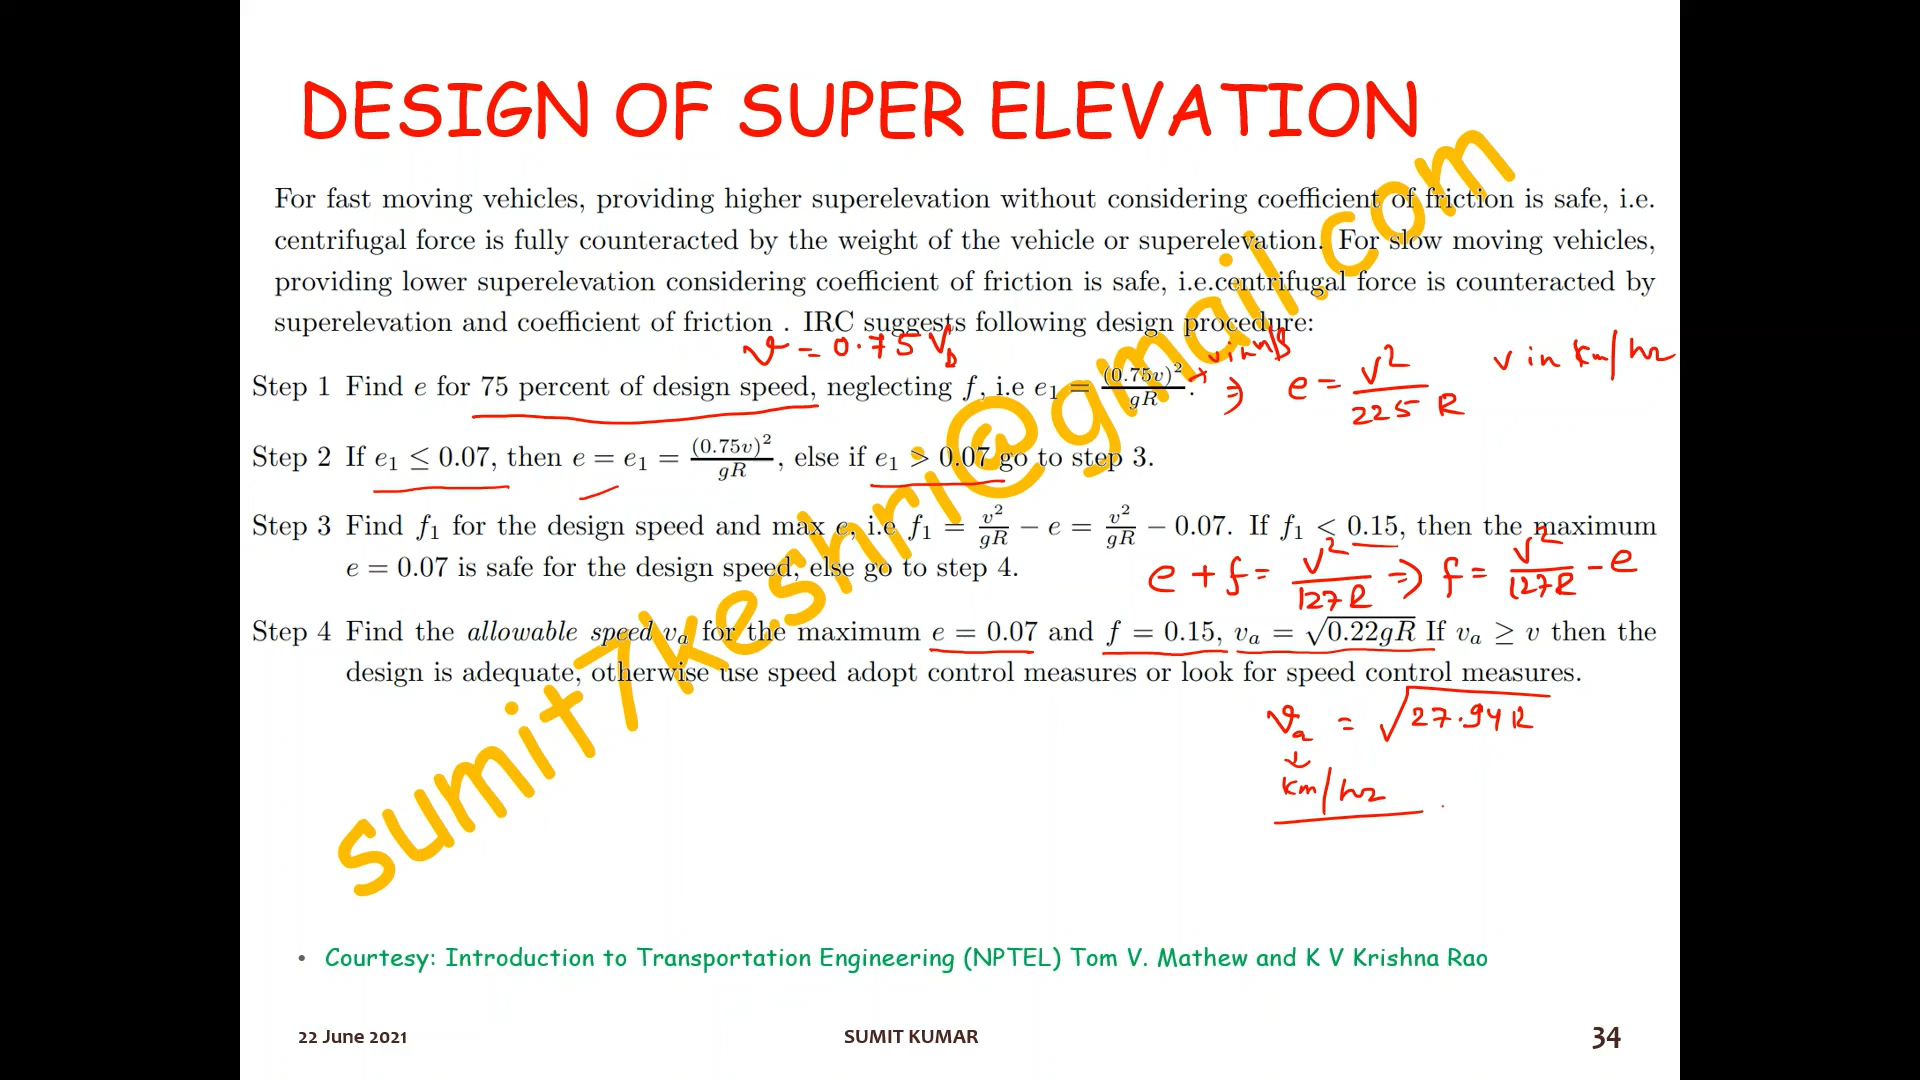 DESIGN OF SUPER ELEVATION
For fast moving vehicles, providing higher superelevation without considering coefficient of friction is safe, i.e.
centrifugal force is fully counteracted by the weight of the vehicle or superelevation. For slow moving vehicles,
providing lower superelevation considering coefficient of friction is safe, i.e.centrifugal force is counteracted by
superelevation and coefficient of friction . IRC suggests following design procedure:
v = 0.75 V_D
v in m/s
v in km/hr
Step 1 Find e for 75 percent of design speed, neglecting f, i.e e₁ = (0.75v)²/gR.
⇒ e = v²/225 R
Step 2 If e₁ ≤ 0.07, then e = e₁ = (0.75v)²/gR, else if e₁ > 0.07 go to step 3.
Step 3 Find f₁ for the design speed and max e, i.e f₁ = v²/gR − e = v²/gR − 0.07. If f₁ < 0.15, then the maximum
e = 0.07 is safe for the design speed, else go to step 4.
e + f = v²/127R ⇒ f = v²/127R - e
Step 4 Find the allowable speed vₐ for the maximum e = 0.07 and f = 0.15, vₐ = √0.22gR If vₐ ≥ v then the
design is adequate, otherwise use speed adopt control measures or look for speed control measures.
vₐ = √27.94R
↓
km/hr
sumit7keshri@gmail.com
• Courtesy: Introduction to Transportation Engineering (NPTEL) Tom V. Mathew and K V Krishna Rao
22 June 2021
SUMIT KUMAR
34